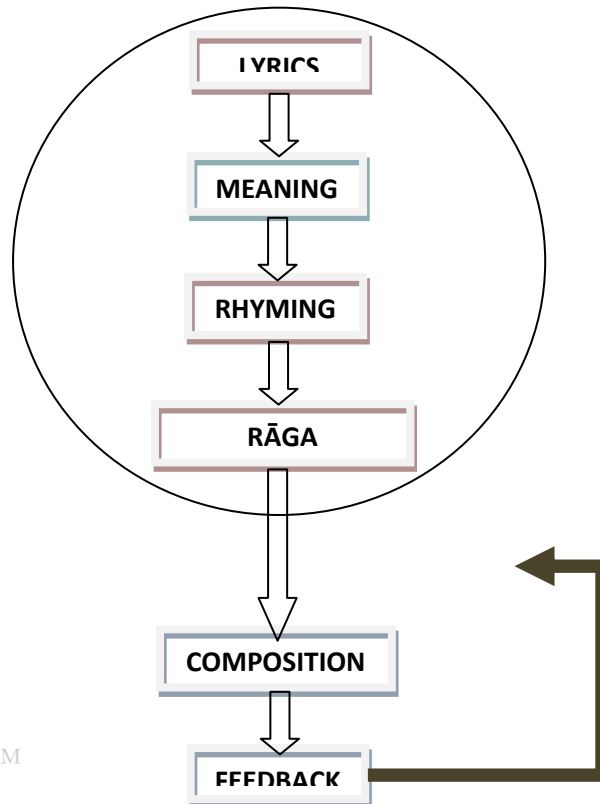 LYRICS
MEANING
RHYMING
RĀGA
COMPOSITION
FEEDBACK
M